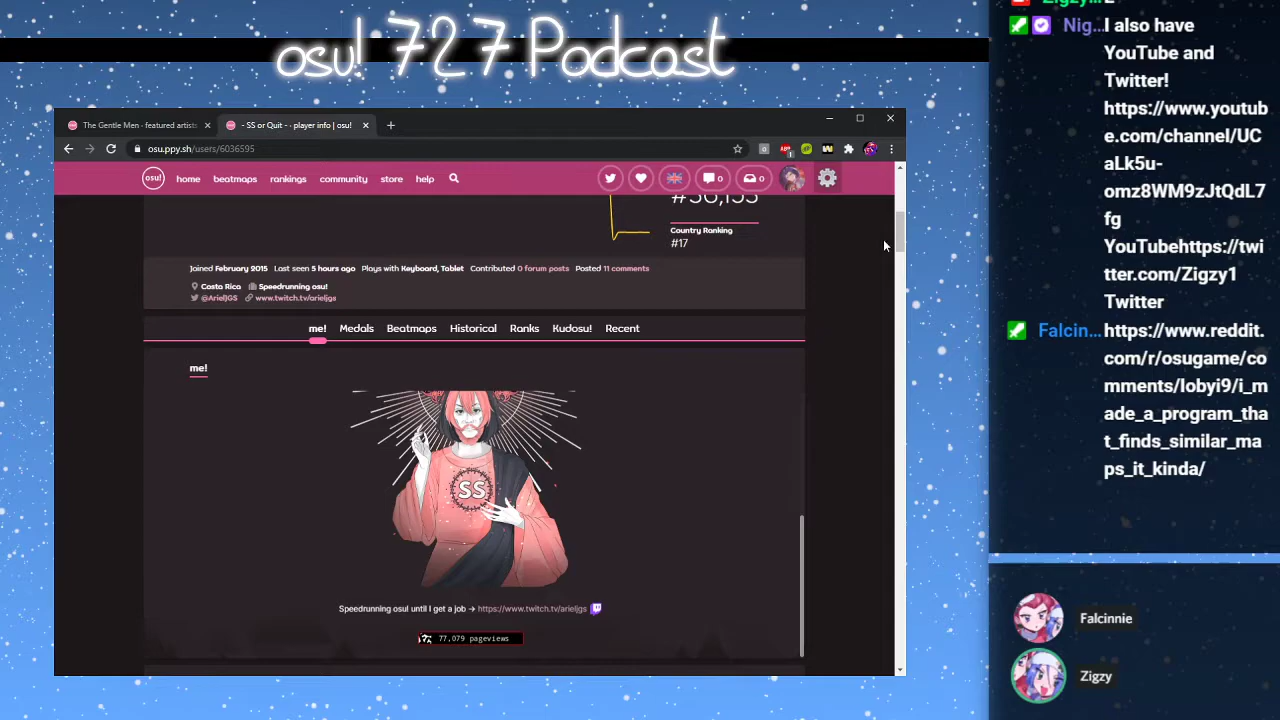 osu! 727 Podcast
The Gentle Men - featured artists
- SS or Quit - · player info | osu!
osu.ppy.sh/users/6036595
osu!
home
beatmaps
rankings
community
store
help
0
0
Country Ranking
#17
Joined February 2015 Last seen 5 hours ago Plays with Keyboard, Tablet Contributed 0 forum posts Posted 11 comments
Costa Rica Speedrunning osu!
@ArielJGS www.twitch.tv/arieljgs
me! Medals Beatmaps Historical Ranks Kudosu! Recent
me!
SS
Speedrunning osu! until I get a job → https://www.twitch.tv/arieljgs
77,079 pageviews
Nig... I also have
YouTube and
Twitter!
https://www.youtub
e.com/channel/UC
aLk5u-
omz8WM9zJtQdL7
fg
YouTubehttps://twi
tter.com/Zigzy1
Twitter
Falcin... https://www.reddit.
com/r/osugame/co
mments/lobyi9/i_m
ade_a_program_tha
t_finds_similar_ma
ps_it_kinda/
Falcinnie
Zigzy